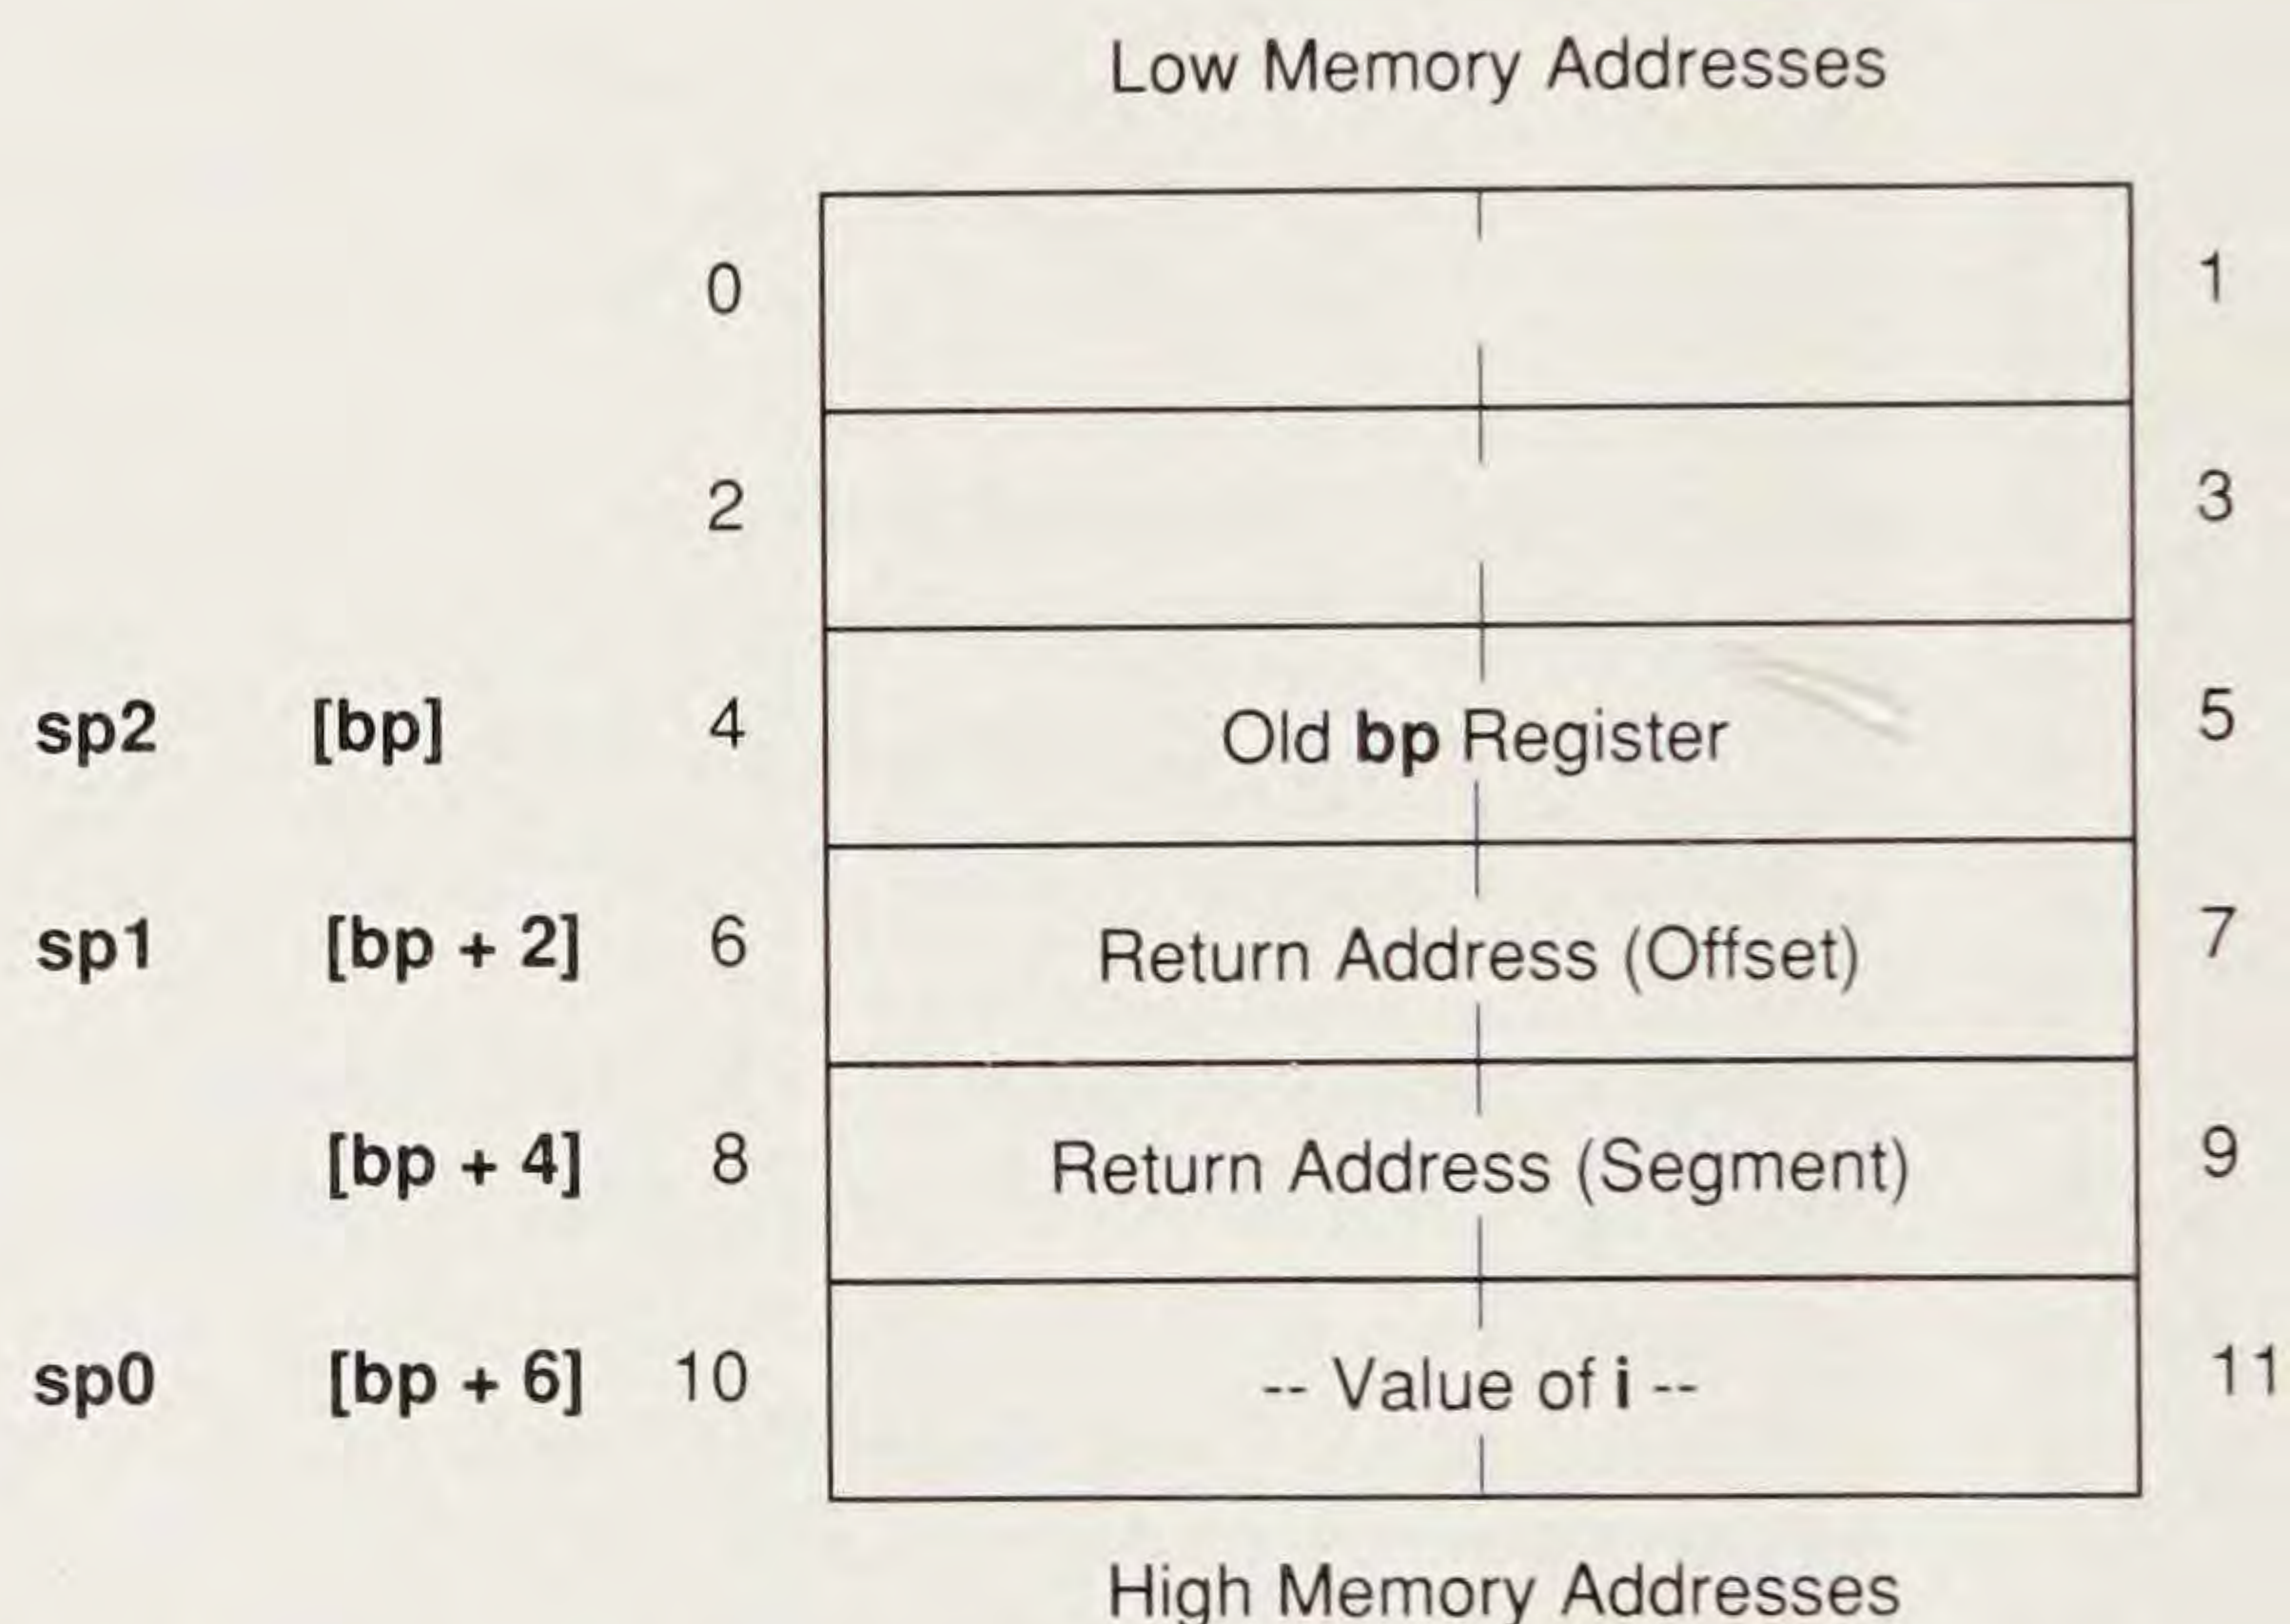 Low Memory Addresses
0 1
2 3
sp2 [bp] 4 Old bp Register 5
sp1 [bp + 2] 6 Return Address (Offset) 7
[bp + 4] 8 Return Address (Segment) 9
sp0 [bp + 6] 10 -- Value of i -- 11
High Memory Addresses